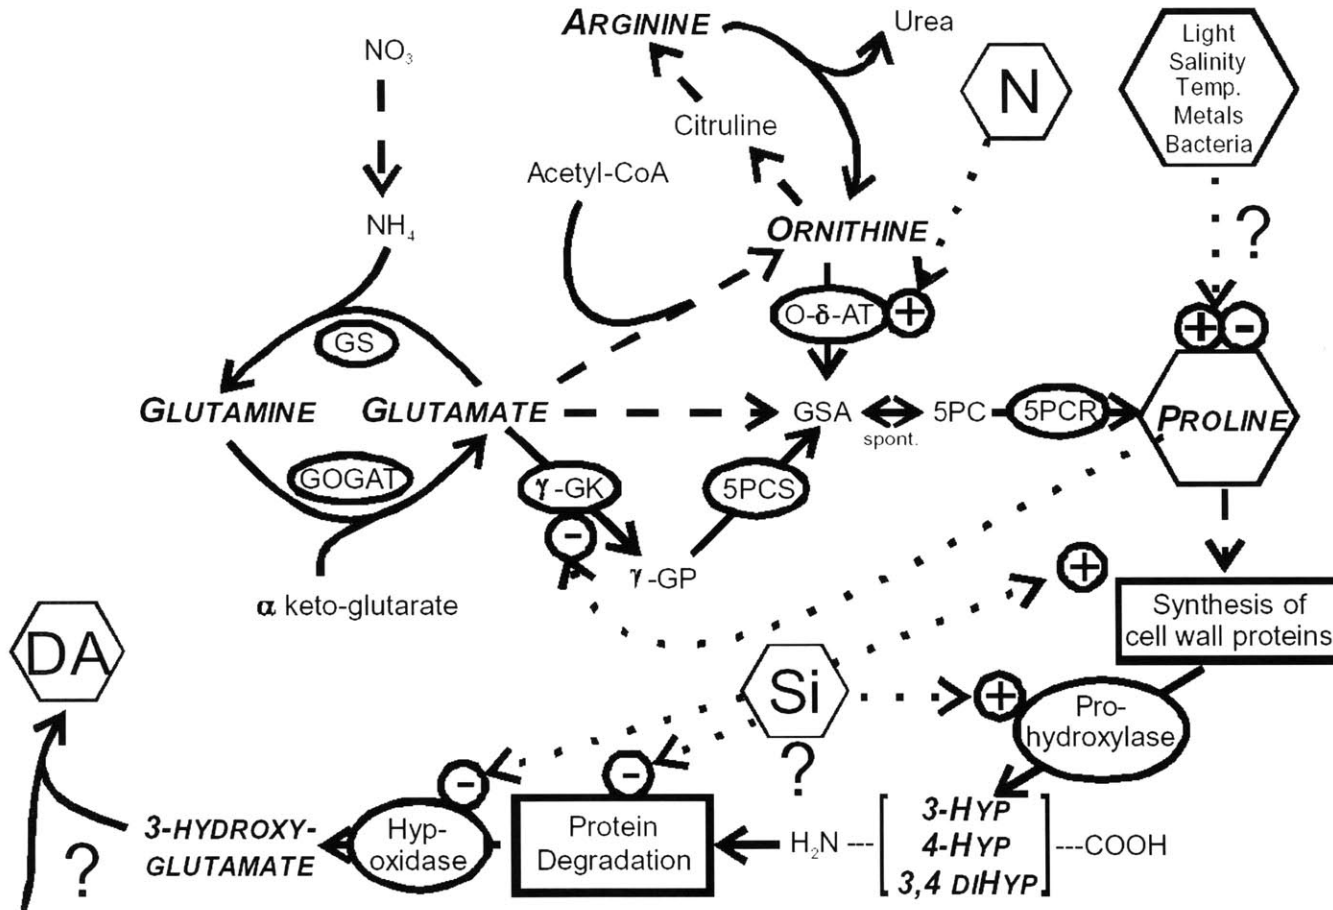 ARGININE
Urea
NO3
N
Light
Salinity
Temp.
Metals
Bacteria
Citruline
Acetyl-CoA
NH4
ORNITHINE
?
O-δ-AT
+
+
-
GS
GLUTAMINE
GLUTAMATE
GSA
spont.
5PC
5PCR
PROLINE
GOGAT
γ-GK
-
5PCS
γ-GP
α keto-glutarate
+
Synthesis of
cell wall proteins
DA
Si
?
+
Pro-
hydroxylase
-
-
3-HYDROXY-
GLUTAMATE
?
Hyp-
oxidase
Protein
Degradation
H2N ---
3-HYP
4-HYP
3,4 DIHYP
---COOH